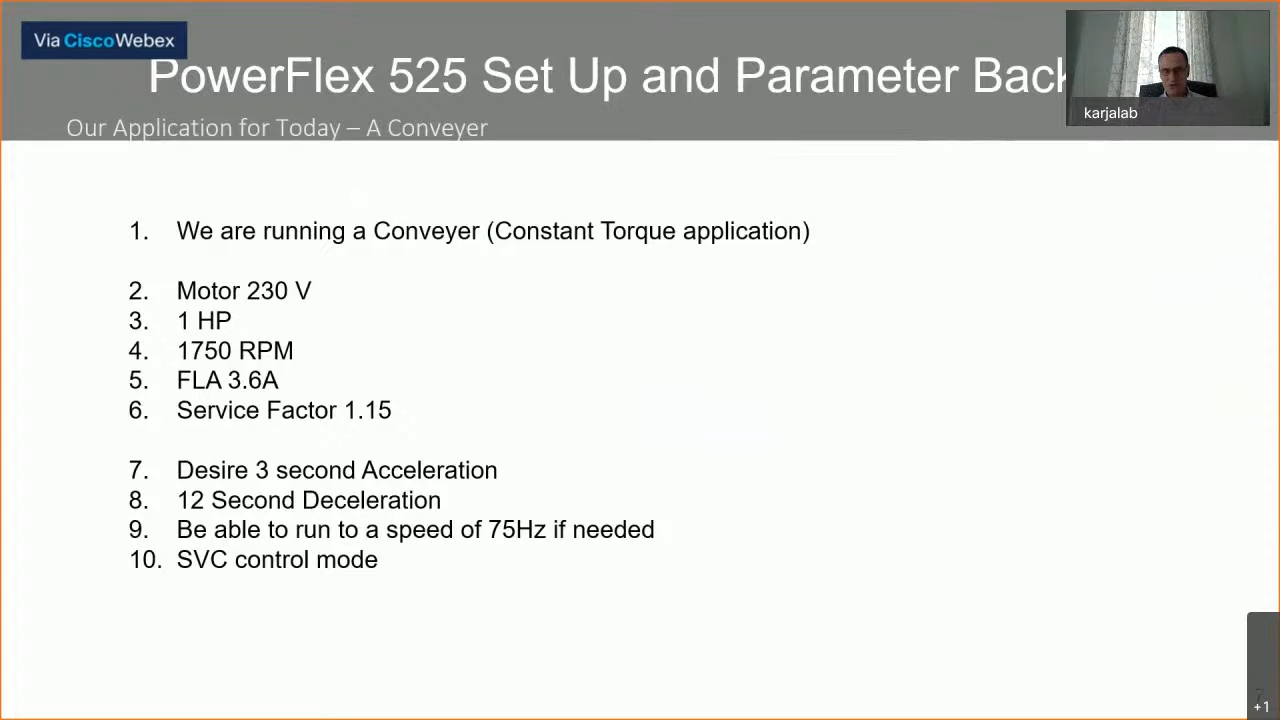 Via CiscoWebex
PowerFlex 525 Set Up and Parameter Back
karjalab
Our Application for Today – A Conveyer
1. We are running a Conveyer (Constant Torque application)
2. Motor 230 V
3. 1 HP
4. 1750 RPM
5. FLA 3.6A
6. Service Factor 1.15
7. Desire 3 second Acceleration
8. 12 Second Deceleration
9. Be able to run to a speed of 75Hz if needed
10. SVC control mode
7
+1